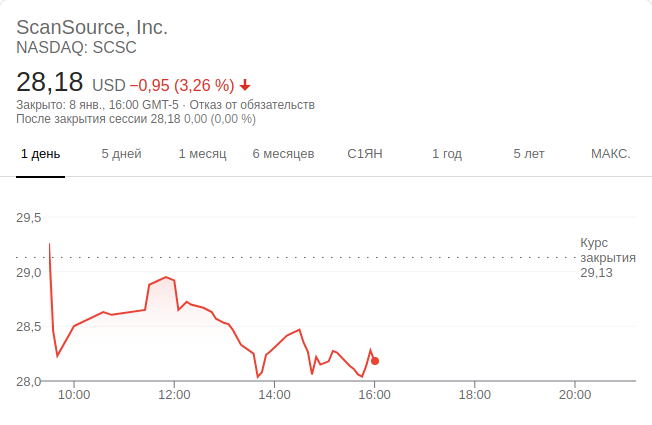 ScanSource, Inc.
NASDAQ: SCSC
28,18 USD −0,95 (3,26 %)
Закрыто: 8 янв., 16:00 GMT-5 · Отказ от обязательств
После закрытия сессии 28,18 0,00 (0,00 %)
1 день 5 дней 1 месяц 6 месяцев С1ЯН 1 год 5 лет МАКС.
29,5
Курс
закрытия
29,13
29,0
28,5
28,0
10:00 12:00 14:00 16:00 18:00 20:00